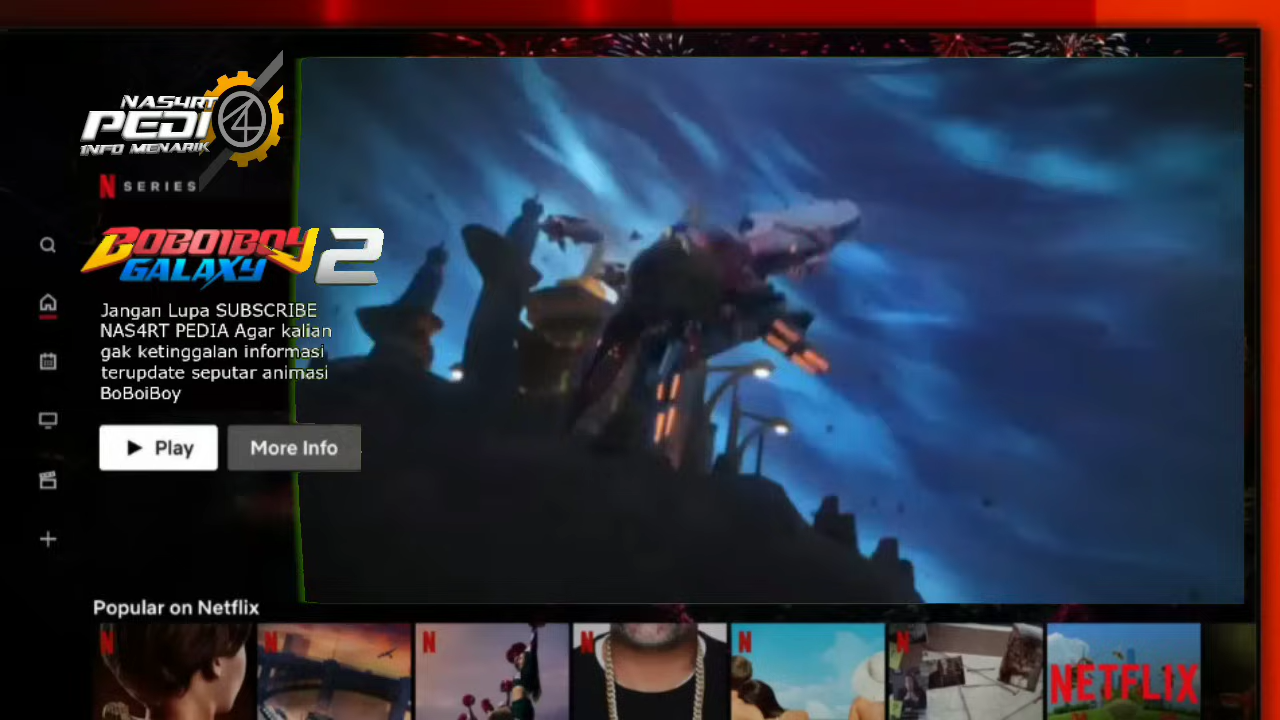 NAS4RT
PEDI 4
INFO MENARIK
N SERIES
BOBOIBOY 2
GALAXY
Jangan Lupa SUBSCRIBE
NAS4RT PEDIA Agar kalian
gak ketinggalan informasi
terupdate seputar animasi
BoBoiBoy
Play
More Info
Popular on Netflix
N
N
N
N
N
N
NETFLIX